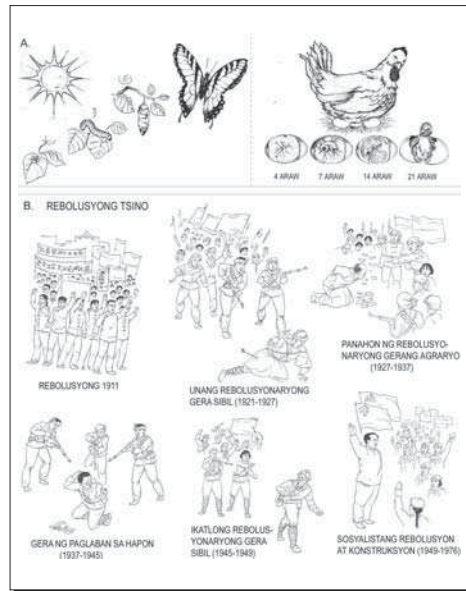 A.
4 ARAW
7 ARAW
14 ARAW
21 ARAW
B. REBOLUSYONG TSINO
REBOLUSYONG 1911
UNANG REBOLUSYONARYONG
GERA SIBIL (1921-1927)
PANAHON NG REBOLUSYO-
NARYONG GERANG AGRARYO
(1927-1937)
GERA NG PAGLABAN SA HAPON
(1937-1945)
IKATLONG REBOLUS-
YONARYONG GERA
SIBIL (1945-1949)
SOSYALISTANG REBOLUSYON
AT KONSTRUKSYON (1949-1976)